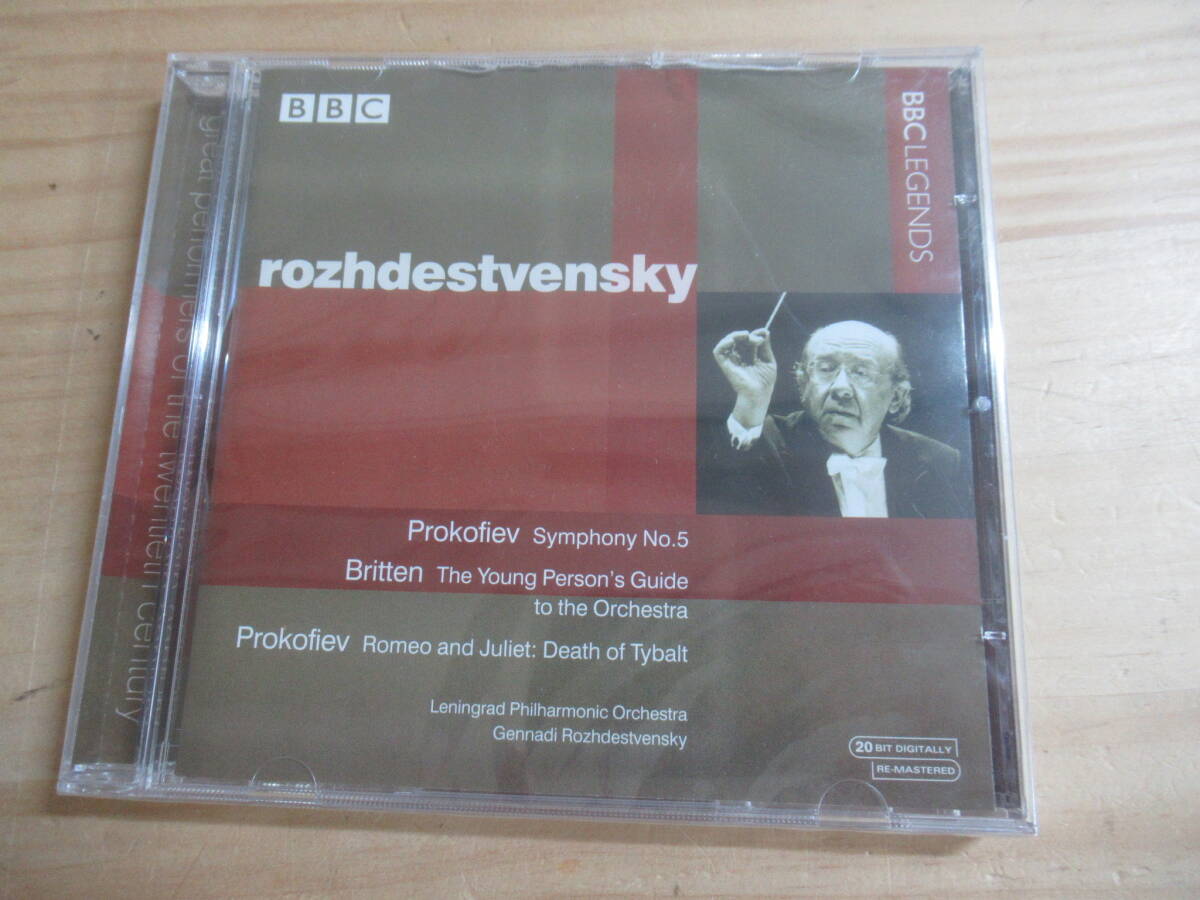 BBC
BBC LEGENDS
rozhdestvensky
Prokofiev Symphony No.5
Britten The Young Person's Guide
to the Orchestra
Prokofiev Romeo and Juliet: Death of Tybalt
Leningrad Philharmonic Orchestra
Gennadi Rozhdestvensky
20 BIT DIGITALLY
RE-MASTERED
great performers of the twentieth century